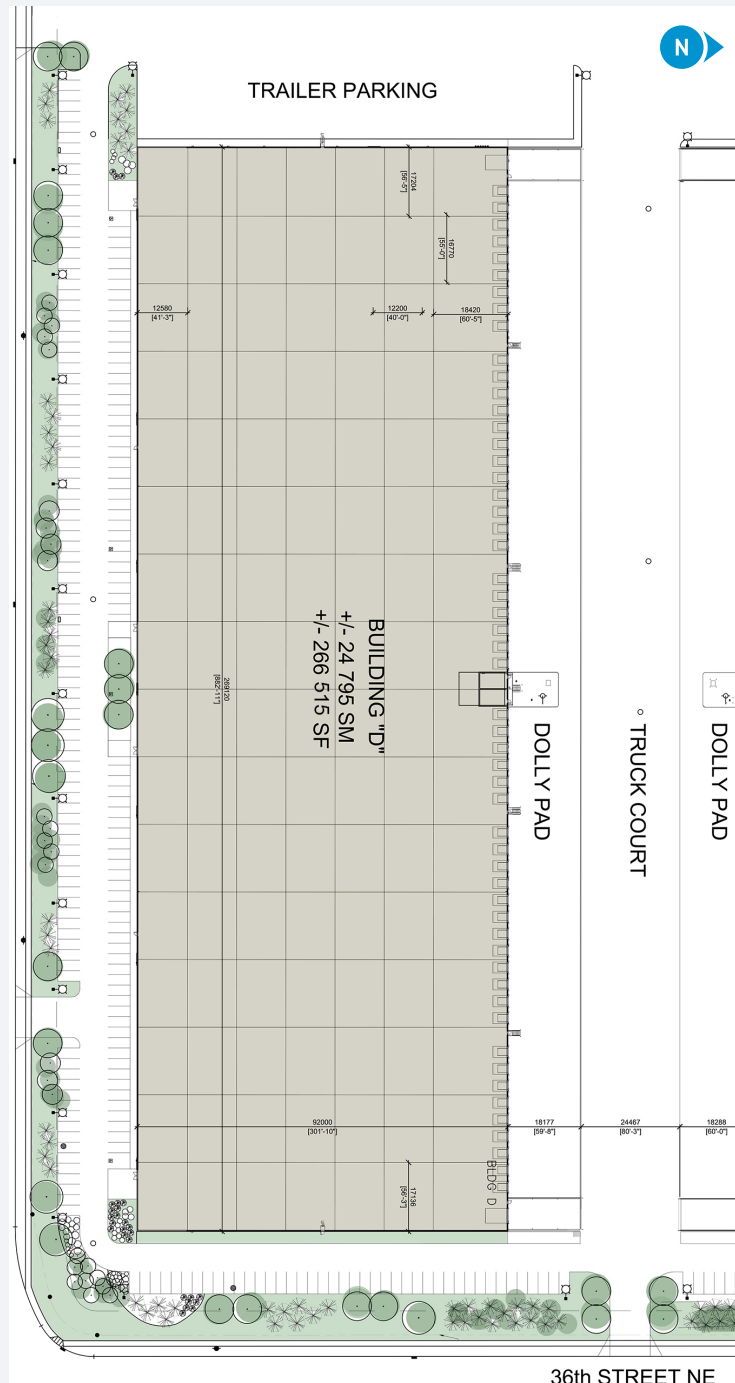 N
TRAILER PARKING
17204
[56'-5"]
16770
[55'-0"]
12580
[41'-3"]
12200
[40'-0"]
18420
[60'-5"]
BUILDING "D"
+/- 24 795 SM
+/- 266 515 SF
269120
[882'-11"]
DOLLY PAD
TRUCK COURT
DOLLY PAD
92000
[301'-10"]
18177
[59'-8"]
24467
[80'-3"]
18288
[60'-0"]
17136
[56'-3"]
BLDG D
36th STREET NE